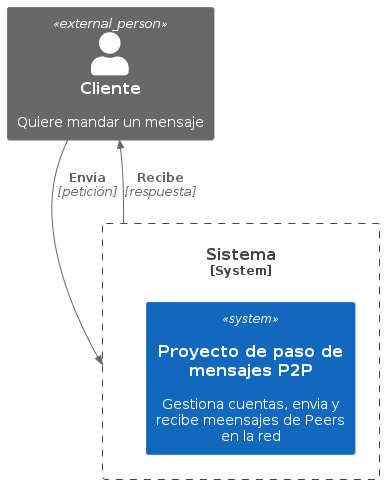 «external_person»
Cliente
Quiere mandar un mensaje
Envía
[petición]
Recibe
[respuesta]
Sistema
[System]
«system»
Proyecto de paso de
mensajes P2P
Gestiona cuentas, envia y
recibe meensajes de Peers
en la red